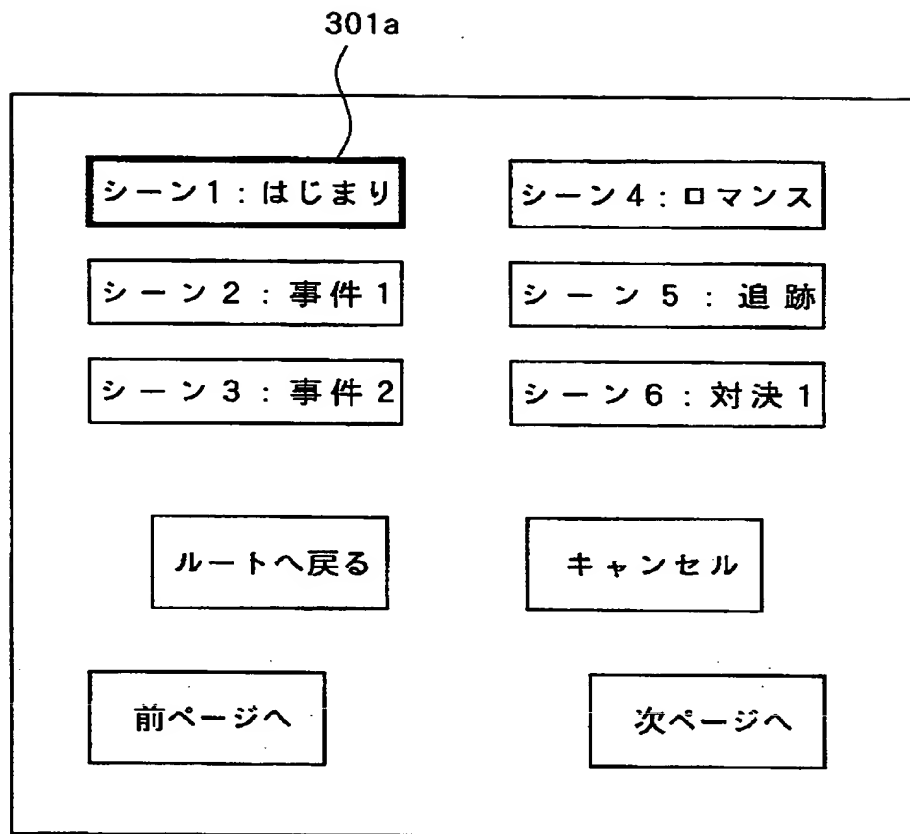 301a
シーン1:はじまり
シーン4:ロマンス
シーン2:事件1
シーン5:追跡
シーン3:事件2
シーン6:対決1
ルートへ戻る
キャンセル
前ページへ
次ページへ